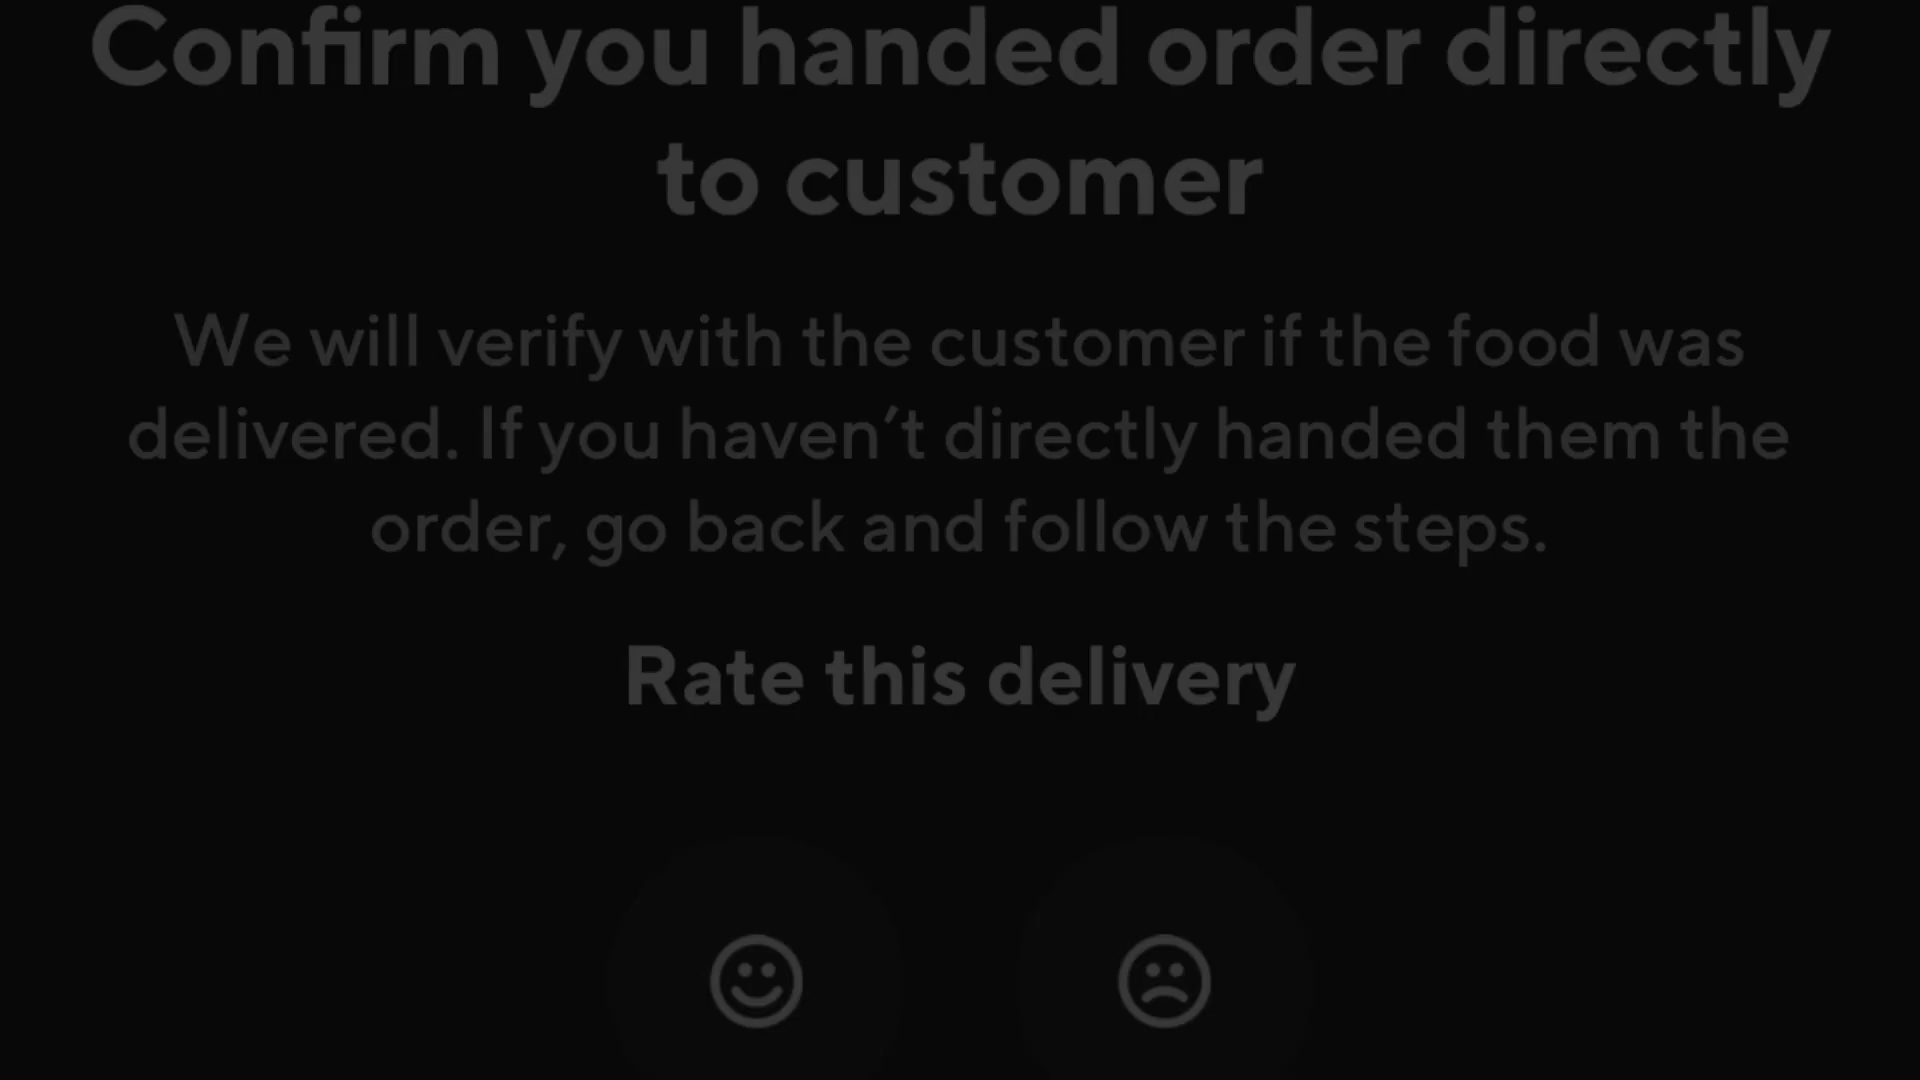 Confirm you handed order directly
to customer
We will verify with the customer if the food was
delivered. If you haven’t directly handed them the
order, go back and follow the steps.
Rate this delivery